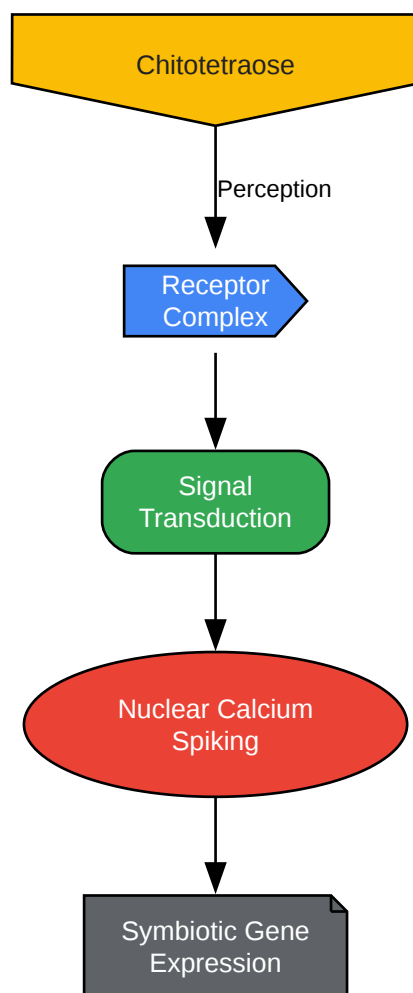 Chitotetraose
Perception
Receptor
Complex
Signal
Transduction
Nuclear Calcium
Spiking
Symbiotic Gene
Expression